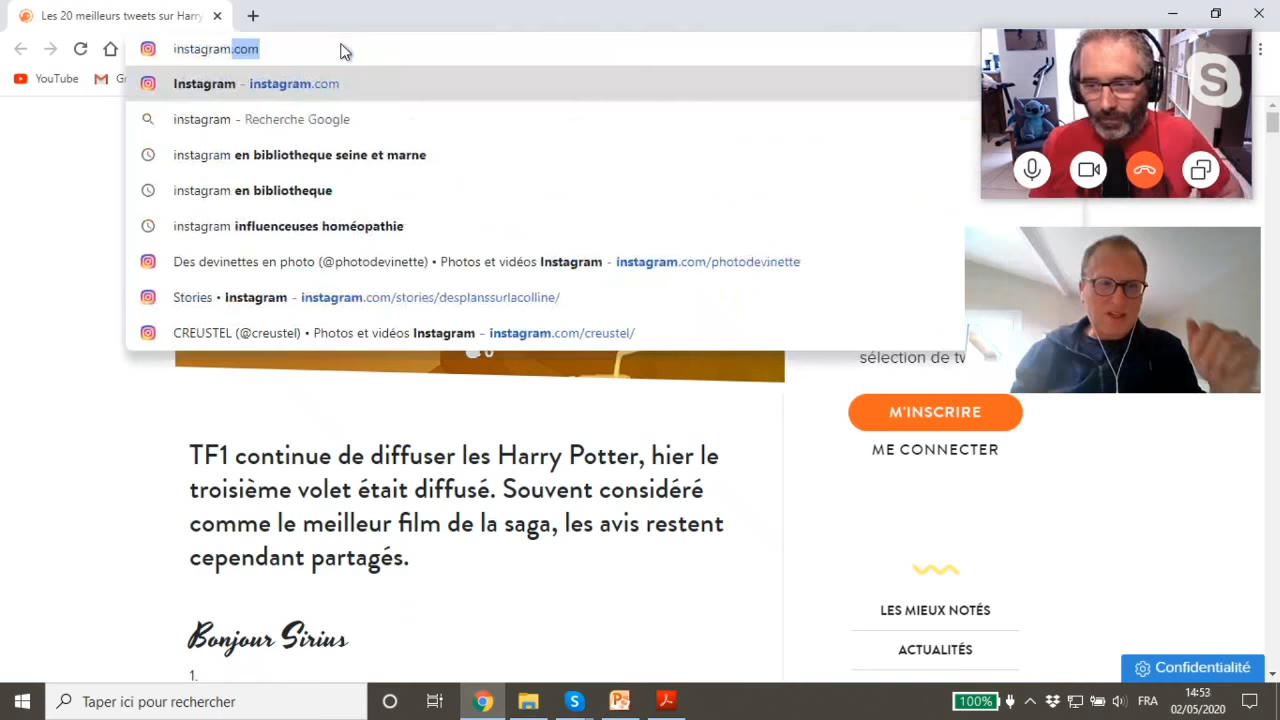 Les 20 meilleurs tweets sur Harry
instagram.com
YouTube
Instagram - instagram.com
instagram - Recherche Google
instagram en bibliotheque seine et marne
instagram en bibliotheque
instagram influenceuses homéopathie
Des devinettes en photo (@photodevinette) • Photos et vidéos Instagram - instagram.com/photodevinette
Stories • Instagram - instagram.com/stories/desplanssurlacolline/
CREUSTEL (@creustel) • Photos et vidéos Instagram - instagram.com/creustel/
0
sélection de
M'INSCRIRE
ME CONNECTER
TF1 continue de diffuser les Harry Potter, hier le
troisième volet était diffusé. Souvent considéré
comme le meilleur film de la saga, les avis restent
cependant partagés.
LES MIEUX NOTÉS
Bonjour Sirius
ACTUALITÉS
1.
Confidentialité
Taper ici pour rechercher
100%
FRA
14:53
02/05/2020